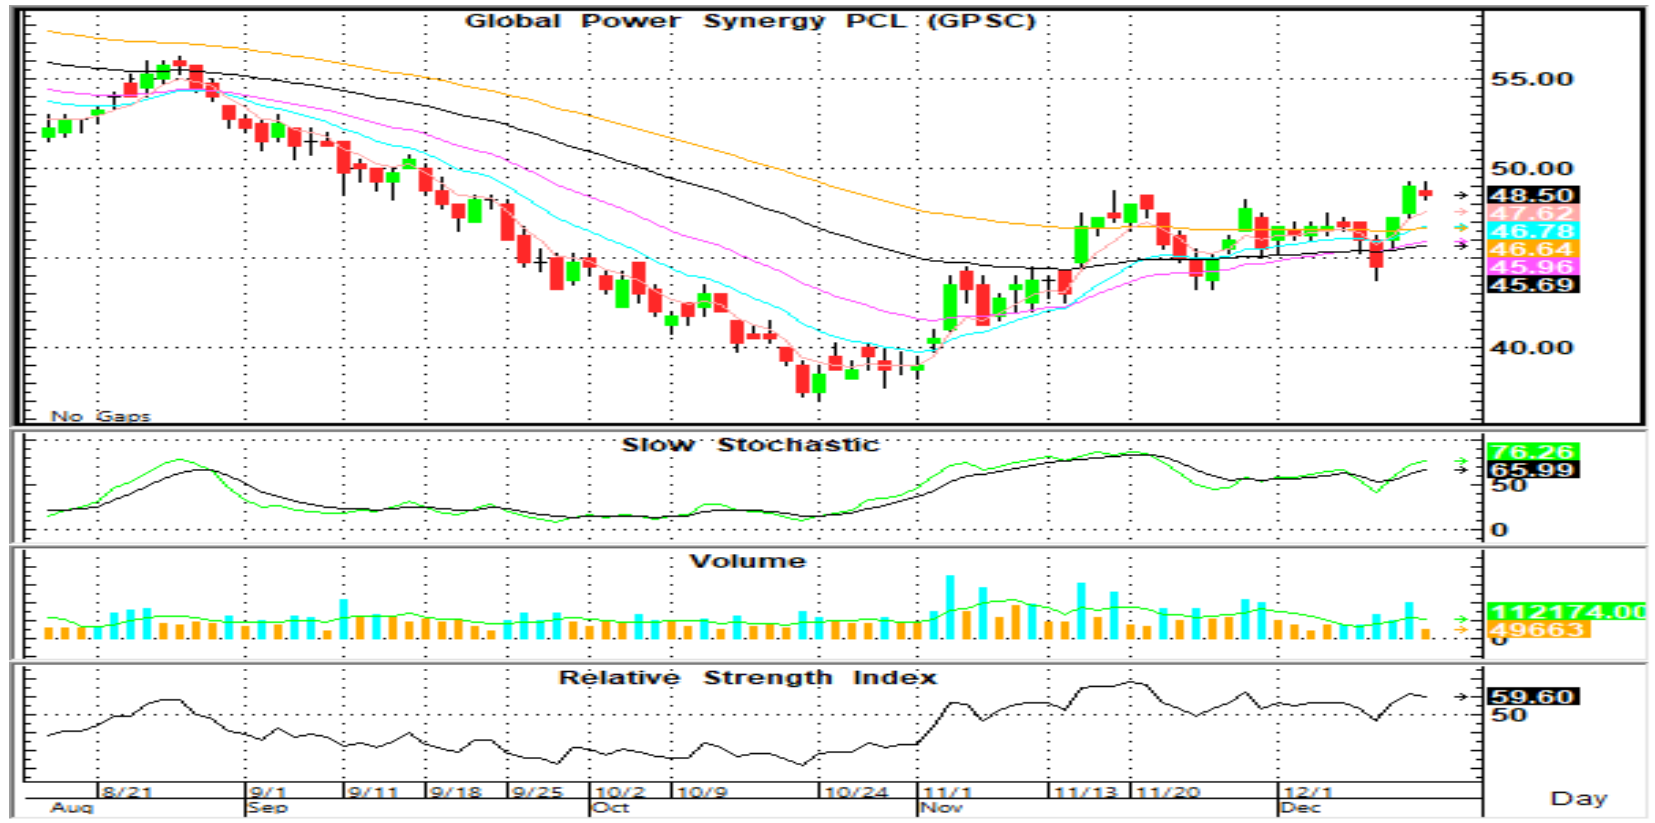 Global Power Synergy PCL (GPSC)
55.00
50.00
48.50
47.62
46.78
46.64
45.96
45.69
40.00
No Gaps
Slow Stochastic
76.26
65.99
50
0
Volume
112174.00
49663
0
Relative Strength Index
59.60
50
8/21 9/1 9/11 9/18 9/25 10/2 10/9 10/24 11/1 11/13 11/20 12/1
Aug Sep Oct Nov Dec
Day